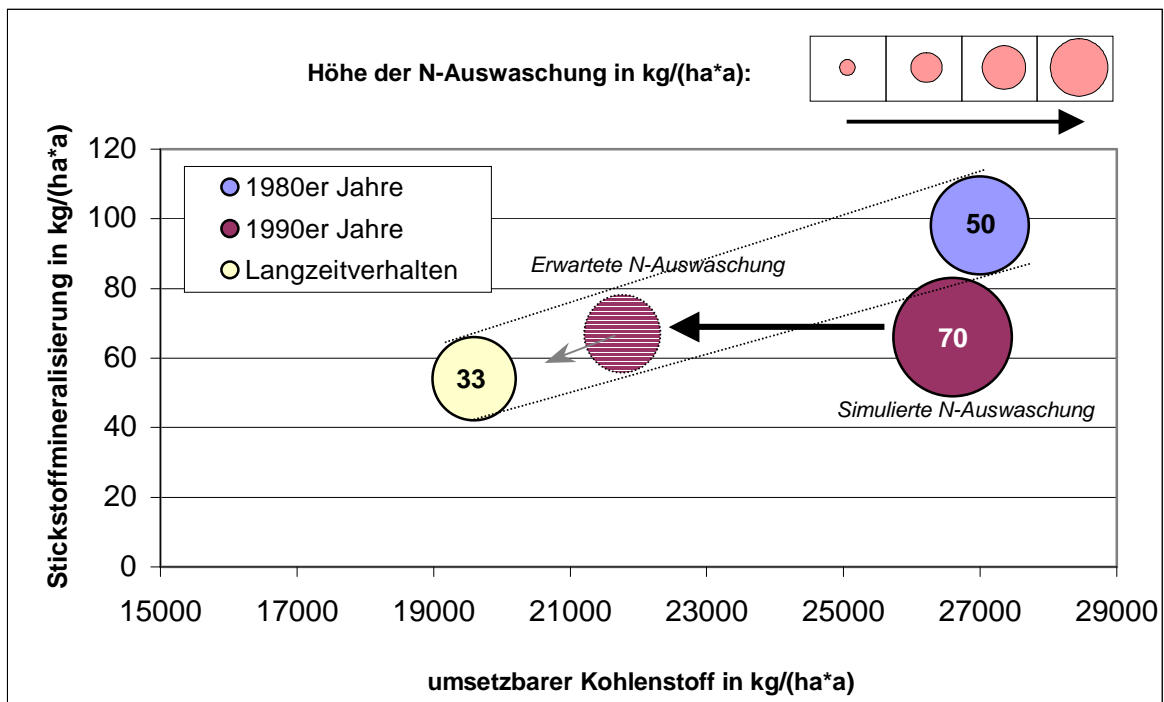 Höhe der N-Auswaschung in kg/(ha*a):
Stickstoffmineralisierung in kg/(ha*a)
120
100
80
60
40
20
0
1980er Jahre
1990er Jahre
Langzeitverhalten
Erwartete N-Auswaschung
50
70
33
Simulierte N-Auswaschung
15000 17000 19000 21000 23000 25000 27000 29000
umsetzbarer Kohlenstoff in kg/(ha*a)